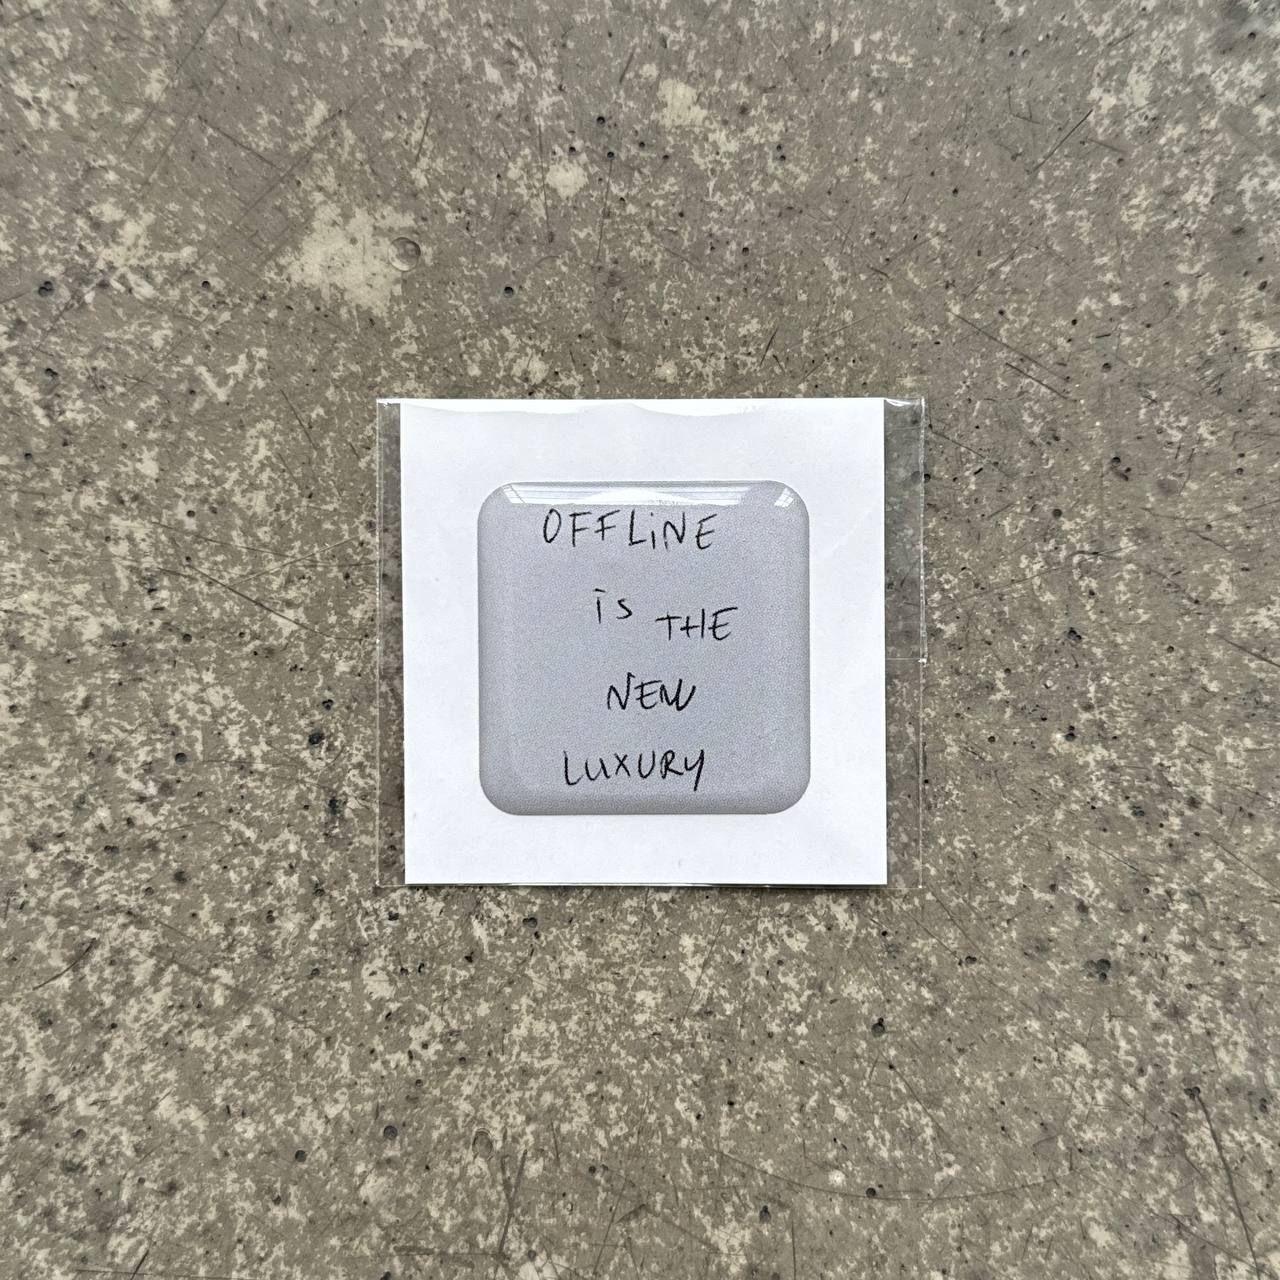 OFFLiNE
is THE
NEW
LUXURY